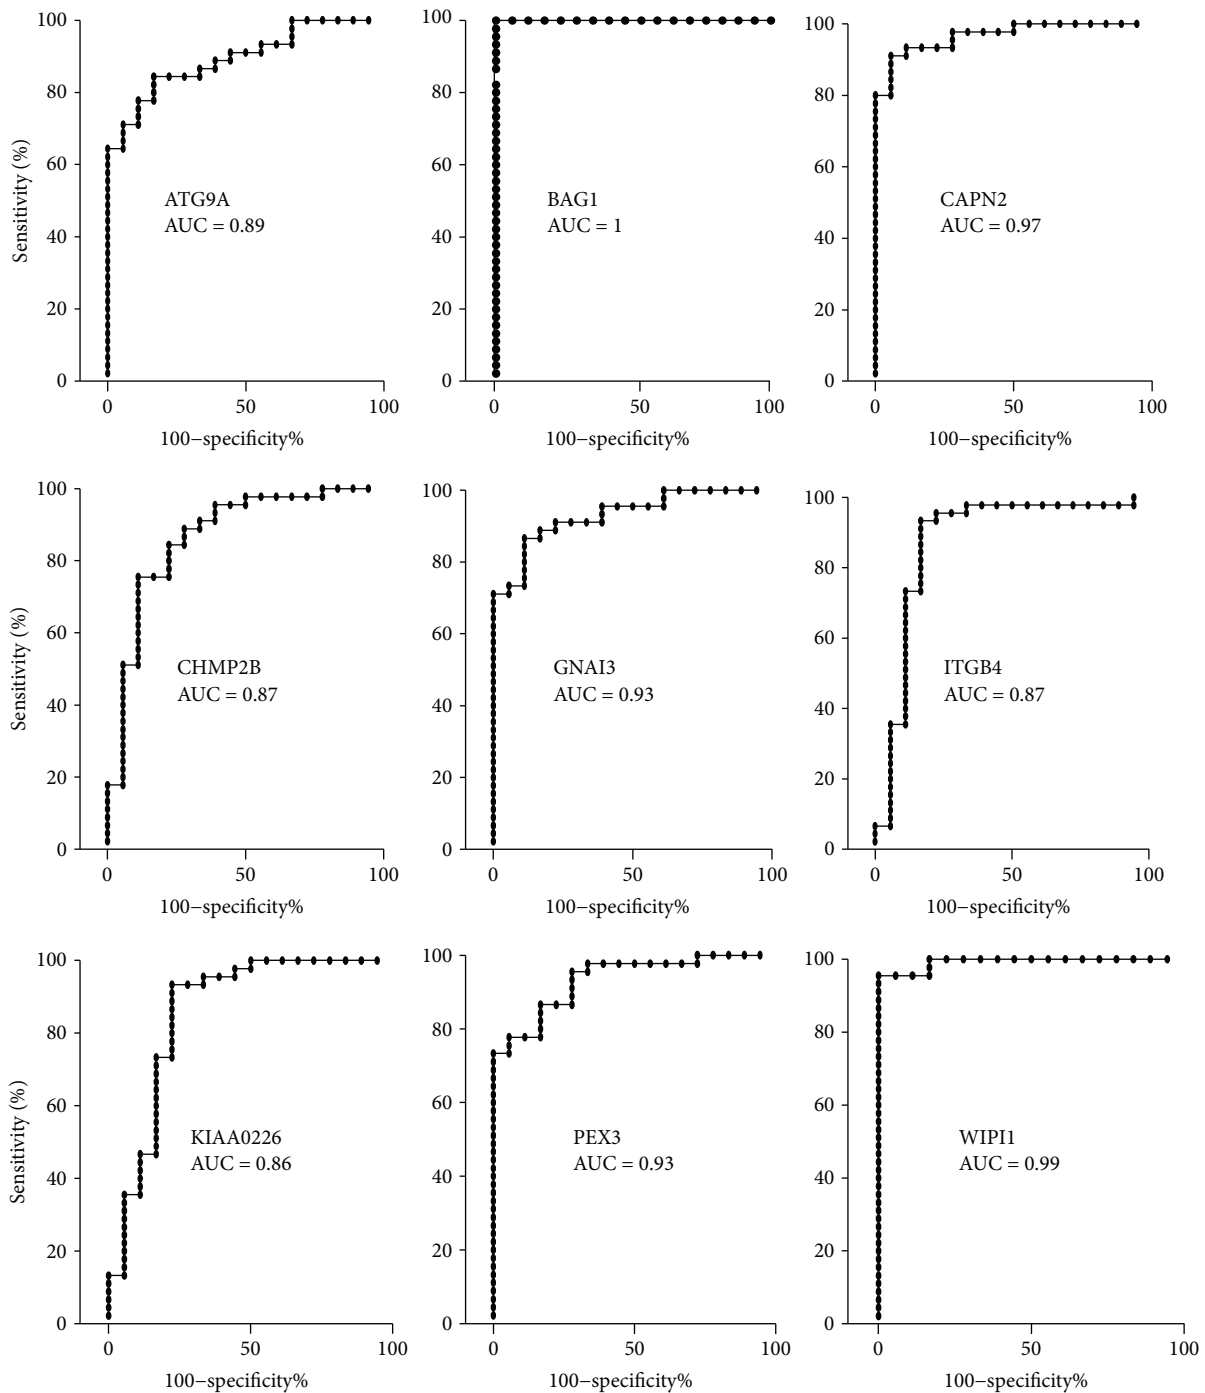 100
80
60
40
20
0
Sensitivity (%)
ATG9A
AUC = 0.89
0
50
100
100−specificity%
100
80
60
40
20
0
BAG1
AUC = 1
0
50
100
100−specificity%
100
80
60
40
20
0
CAPN2
AUC = 0.97
0
50
100
100−specificity%
100
80
60
40
20
0
Sensitivity (%)
CHMP2B
AUC = 0.87
0
50
100
100−specificity%
100
80
60
40
20
0
GNAI3
AUC = 0.93
0
50
100
100−specificity%
100
80
60
40
20
0
ITGB4
AUC = 0.87
0
50
100
100−specificity%
100
80
60
40
20
0
Sensitivity (%)
KIAA0226
AUC = 0.86
0
50
100
100−specificity%
100
80
60
40
20
0
PEX3
AUC = 0.93
0
50
100
100−specificity%
100
80
60
40
20
0
WIPI1
AUC = 0.99
0
50
100
100−specificity%